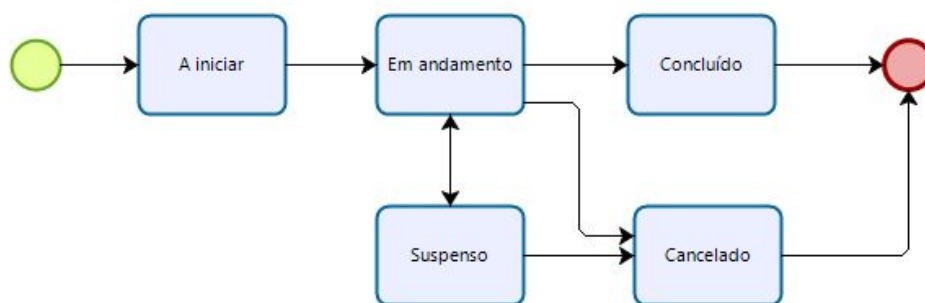 A iniciar
Em andamento
Concluído
Suspenso
Cancelado